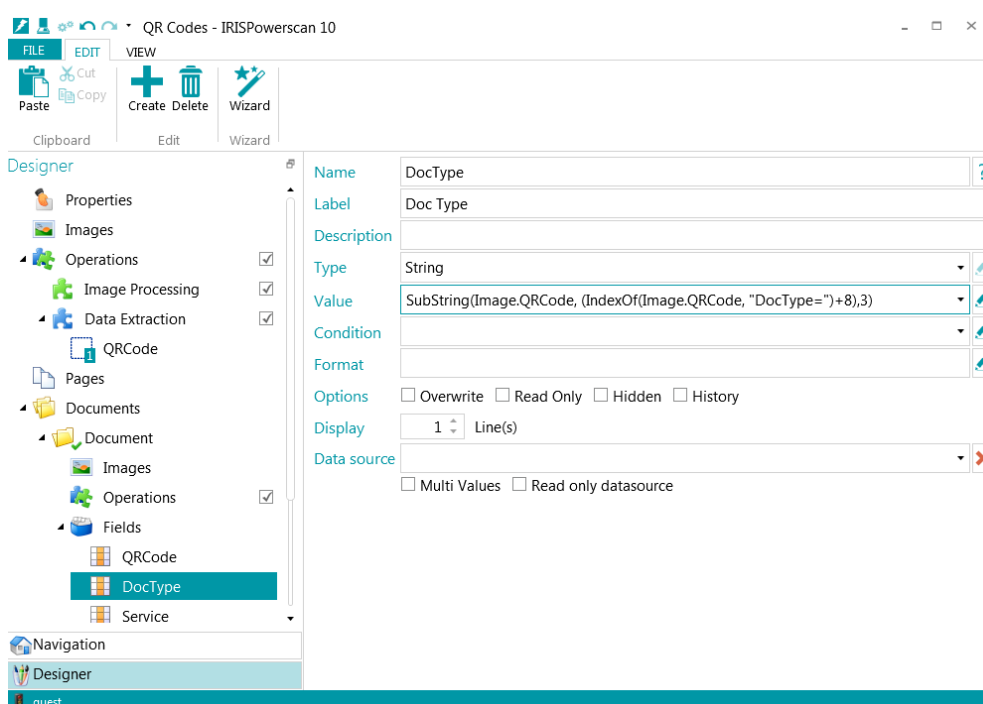 QR Codes - IRISPowerscan 10
FILE EDIT VIEW
Paste
Cut
Copy
Create Delete
Wizard
Clipboard Edit Wizard
Designer
Properties
Images
Operations
Image Processing
Data Extraction
1
QRCode
Pages
Documents
Document
Images
Operations
Fields
QRCode
DocType
Service
Navigation
Designer
guest
Name DocType ?
Label Doc Type
Description
Type String
Value SubString(Image.QRCode, (IndexOf(Image.QRCode, "DocType=")+8),3)
Condition
Format
Options Overwrite Read Only Hidden History
Display 1 Line(s)
Data source
Multi Values Read only datasource